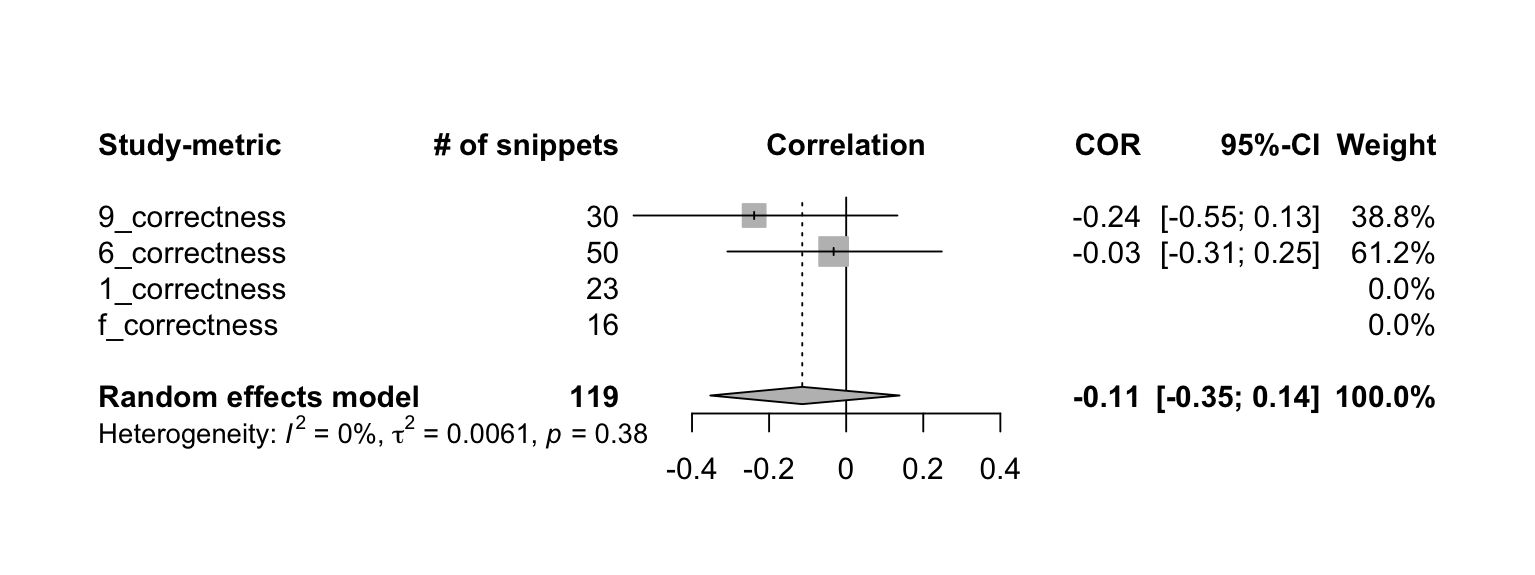 Study-metric # of snippets Correlation COR 95%-CI Weight
9_correctness 30 -0.24 [-0.55; 0.13] 38.8%
6_correctness 50 -0.03 [-0.31; 0.25] 61.2%
1_correctness 23 0.0%
f_correctness 16 0.0%
Random effects model 119 -0.11 [-0.35; 0.14] 100.0%
Heterogeneity: I² = 0%, τ² = 0.0061, p = 0.38
-0.4 -0.2 0 0.2 0.4